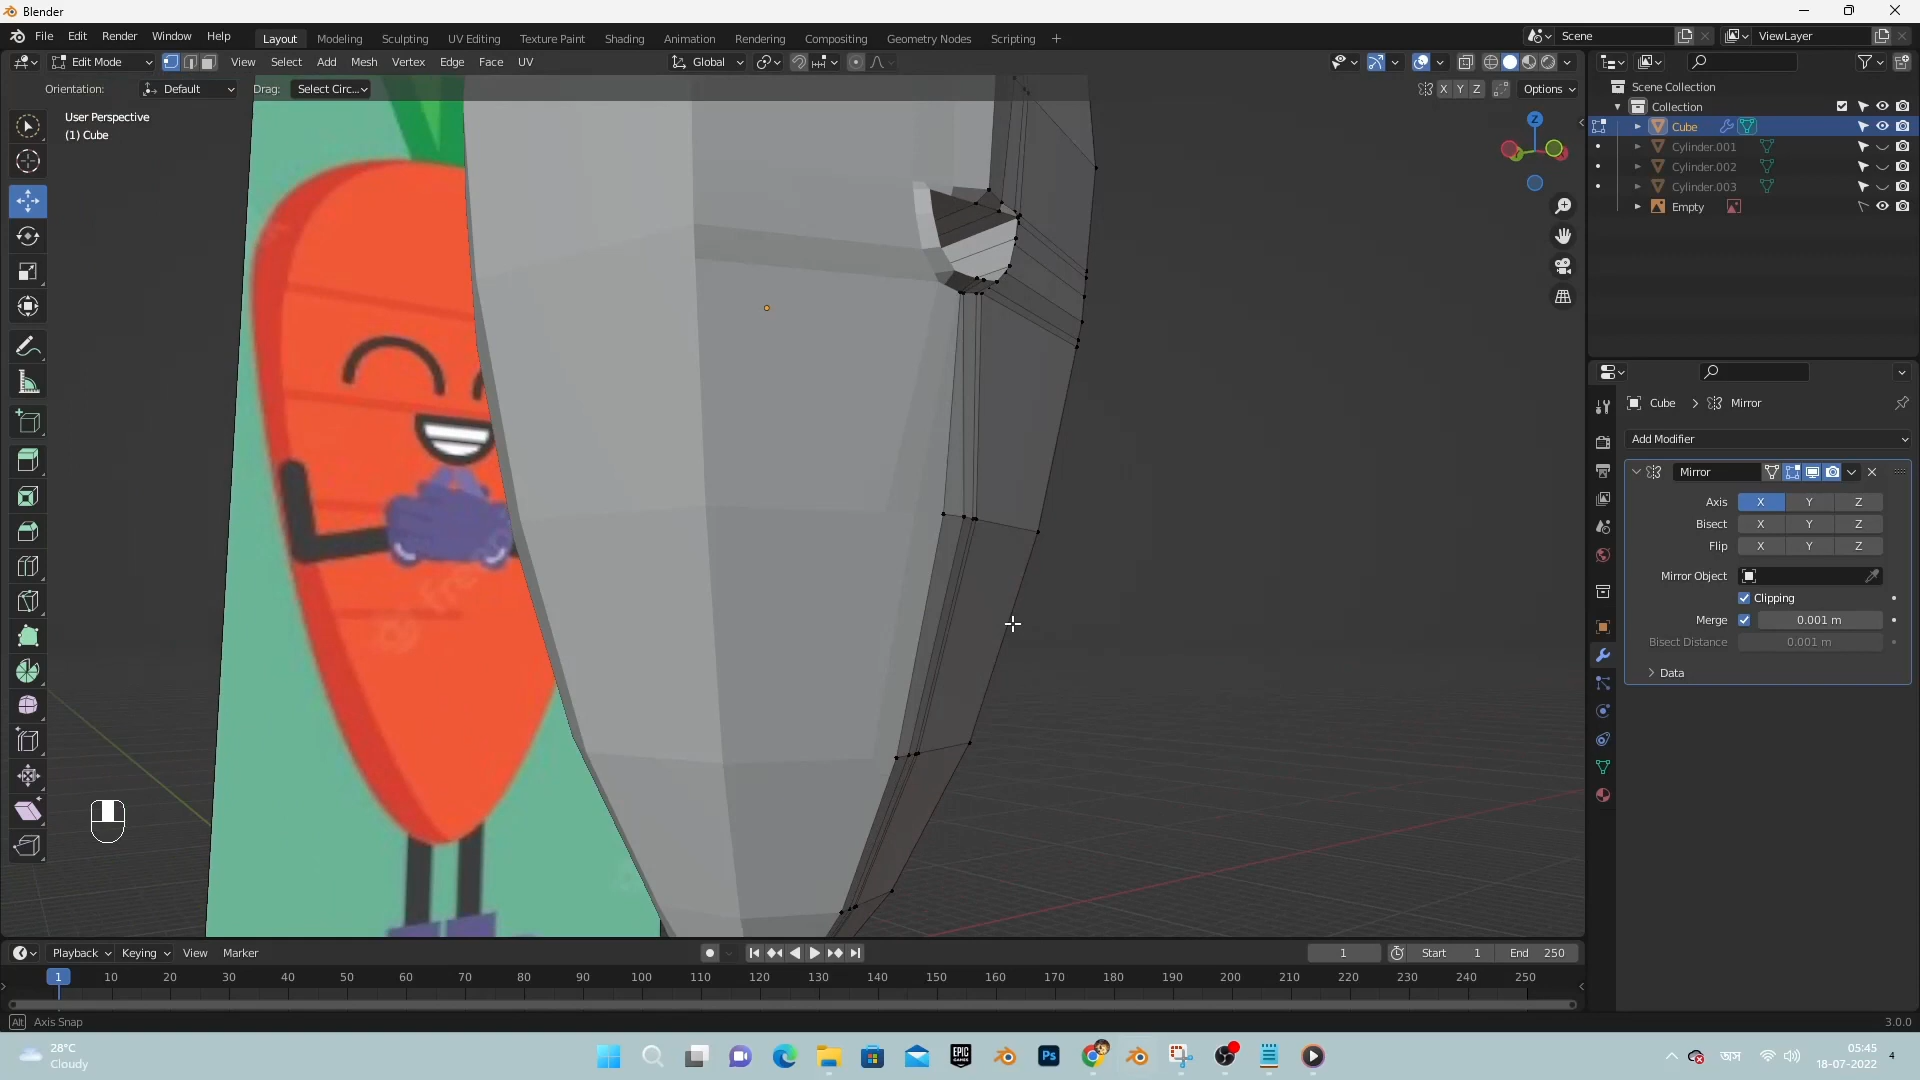 Blender
File Edit Render Window Help
Layout Modeling Sculpting UV Editing Texture Paint Shading Animation Rendering Compositing Geometry Nodes Scripting +
Scene ViewLayer
Edit Mode View Select Add Mesh Vertex Edge Face UV Global
Orientation: Default Drag: Select Circ... X Y Z Options
User Perspective
(1) Cube
Z
Scene Collection
Collection
Cube
Cylinder.001
Cylinder.002
Cylinder.003
Empty
Cube > Mirror
Add Modifier
Mirror
Axis X Y Z
Bisect X Y Z
Flip X Y Z
Mirror Object
Clipping
Merge 0.001 m
Bisect Distance 0.001 m
Data
Playback Keying View Marker 1 Start 1 End 250
1 10 20 30 40 50 60 70 80 90 100 110 120 130 140 150 160 170 180 190 200 210 220 230 240 250
Alt Axis Snap 3.0.0
28°C
Cloudy
EPIC GAMES
Ps
অস
05:45
18-07-2022
4